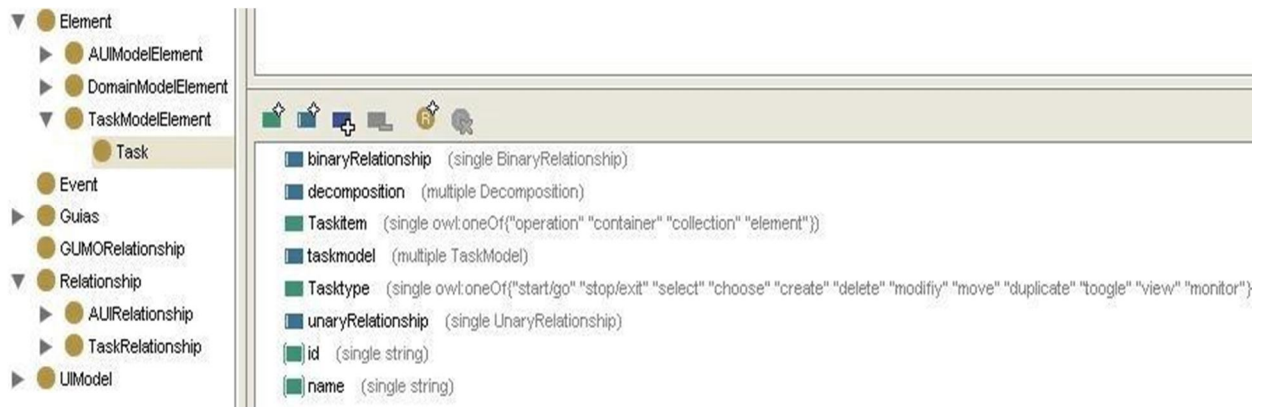 Element
AUIModelElement
DomainModelElement
TaskModelElement
Task
Event
Guias
GUMORelationship
Relationship
AUIRelationship
TaskRelationship
UIModel
R
binaryRelationship (single BinaryRelationship)
decomposition (multiple Decomposition)
Taskitem (single owl:oneOf{"operation" "container" "collection" "element"})
taskmodel (multiple TaskModel)
Tasktype (single owl:oneOf{"start/go" "stop/exit" "select" "choose" "create" "delete" "modifiy" "move" "duplicate" "toogle" "view" "monitor"}
unaryRelationship (single UnaryRelationship)
id (single string)
name (single string)